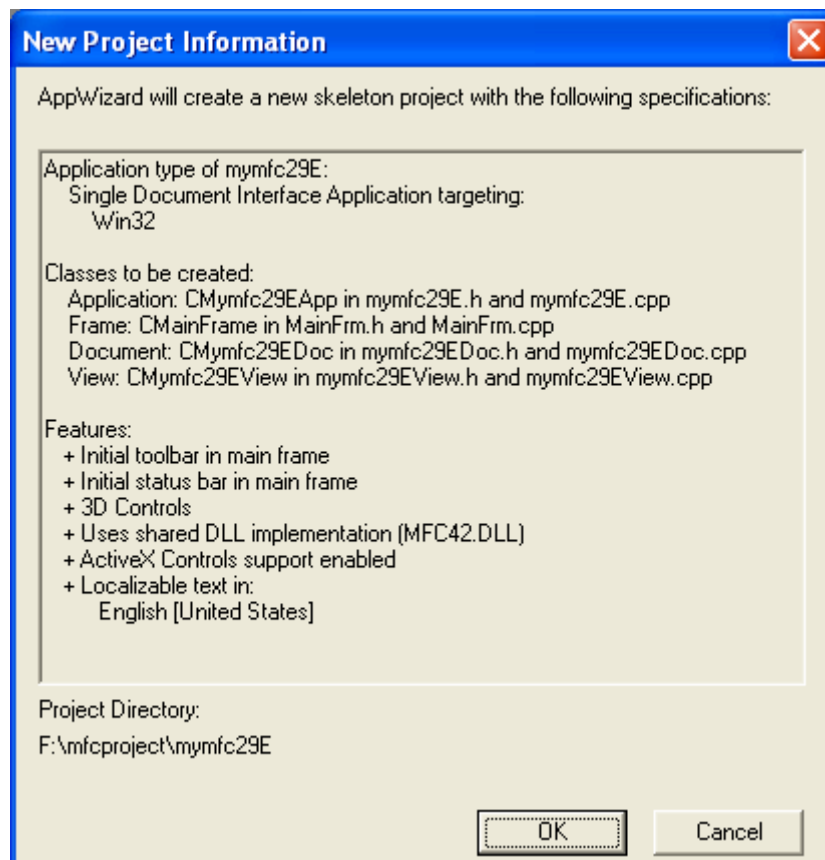 New Project Information
AppWizard will create a new skeleton project with the following specifications:
Application type of mymfc29E:
Single Document Interface Application targeting:
Win32
Classes to be created:
Application: CMymfc29EApp in mymfc29E.h and mymfc29E.cpp
Frame: CMainFrame in MainFrm.h and MainFrm.cpp
Document: CMymfc29EDoc in mymfc29EDoc.h and mymfc29EDoc.cpp
View: CMymfc29EView in mymfc29EView.h and mymfc29EView.cpp
Features:
+ Initial toolbar in main frame
+ Initial status bar in main frame
+ 3D Controls
+ Uses shared DLL implementation (MFC42.DLL)
+ ActiveX Controls support enabled
+ Localizable text in:
English [United States]
Project Directory:
F:\mfcproject\mymfc29E
OK Cancel